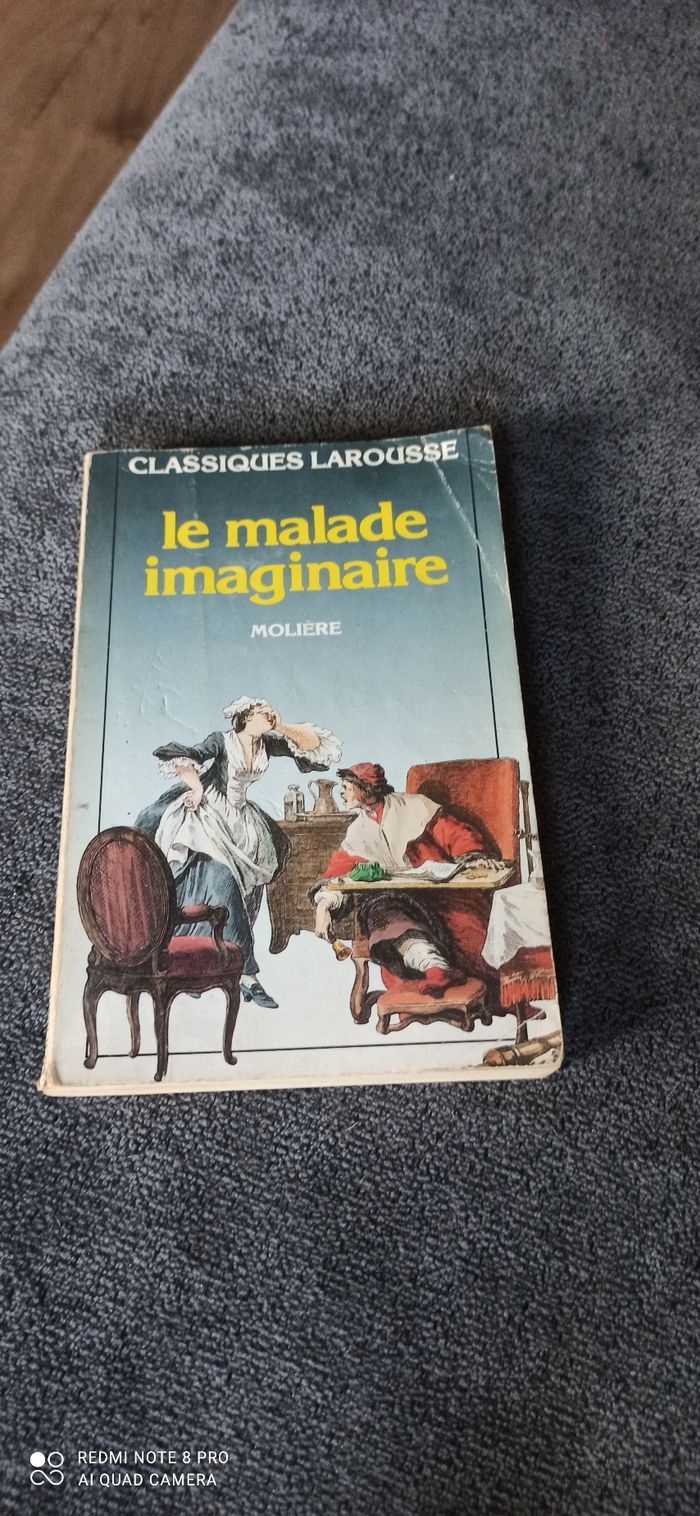 CLASSIQUES LAROUSSE
le malade
imaginaire
MOLIÈRE
REDMI NOTE 8 PRO
AI QUAD CAMERA